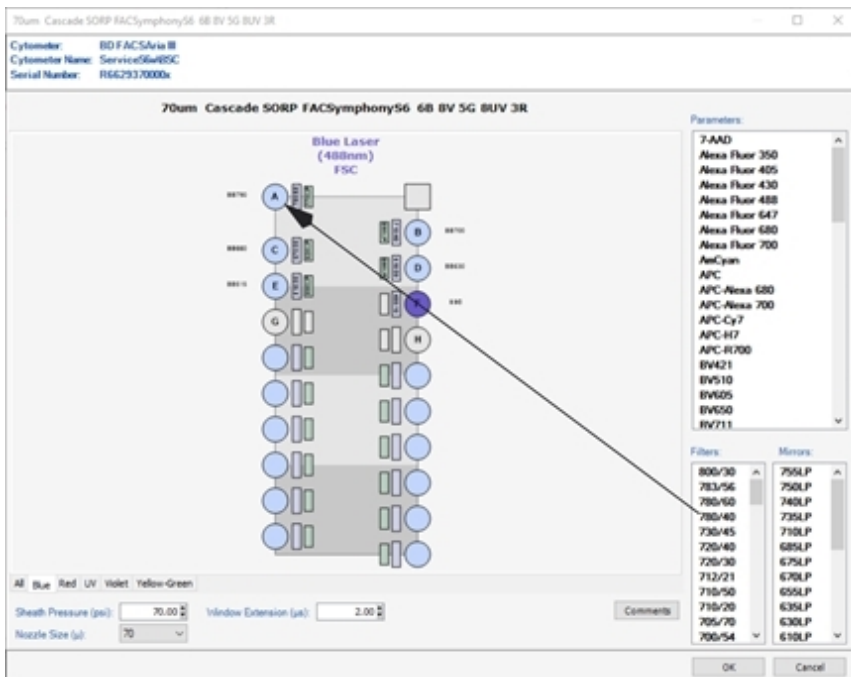 70um Cascade SORP FACSymphonyS6 6B 8V 5G 8UV 3R
Cytometer: BD FACSAria III
Cytometer Name: ServiceS6wBSC
Serial Number: R6629370000x
70um Cascade SORP FACSymphonyS6 6B 8V 5G 8UV 3R
Blue Laser
(488nm)
FSC
A
B
C
D
E
G
H
Parameters:
7-AAD
Alexa Fluor 350
Alexa Fluor 405
Alexa Fluor 430
Alexa Fluor 488
Alexa Fluor 647
Alexa Fluor 680
Alexa Fluor 700
AmCyan
APC
APC-Alexa 680
APC-Alexa 700
APC-Cy7
APC-H7
APC-R700
BV421
BV510
BV605
BV650
BV711
Filters:
800/30
783/56
780/60
780/40
730/45
720/40
720/30
712/21
710/50
710/20
705/70
700/54
Mirrors:
755LP
750LP
740LP
735LP
710LP
685LP
675LP
670LP
655LP
635LP
630LP
610LP
All Blue Red UV Violet Yellow-Green
Sheath Pressure (psi): 70.00 Window Extension (µs): 2.00 Comments
Nozzle Size (µ): 70
OK Cancel